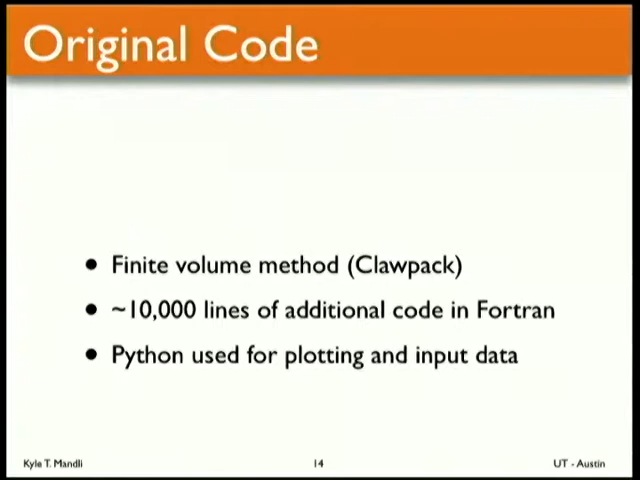 Original Code
• Finite volume method (Clawpack)
• ~10,000 lines of additional code in Fortran
• Python used for plotting and input data
Kyle T. Mandli 14 UT - Austin